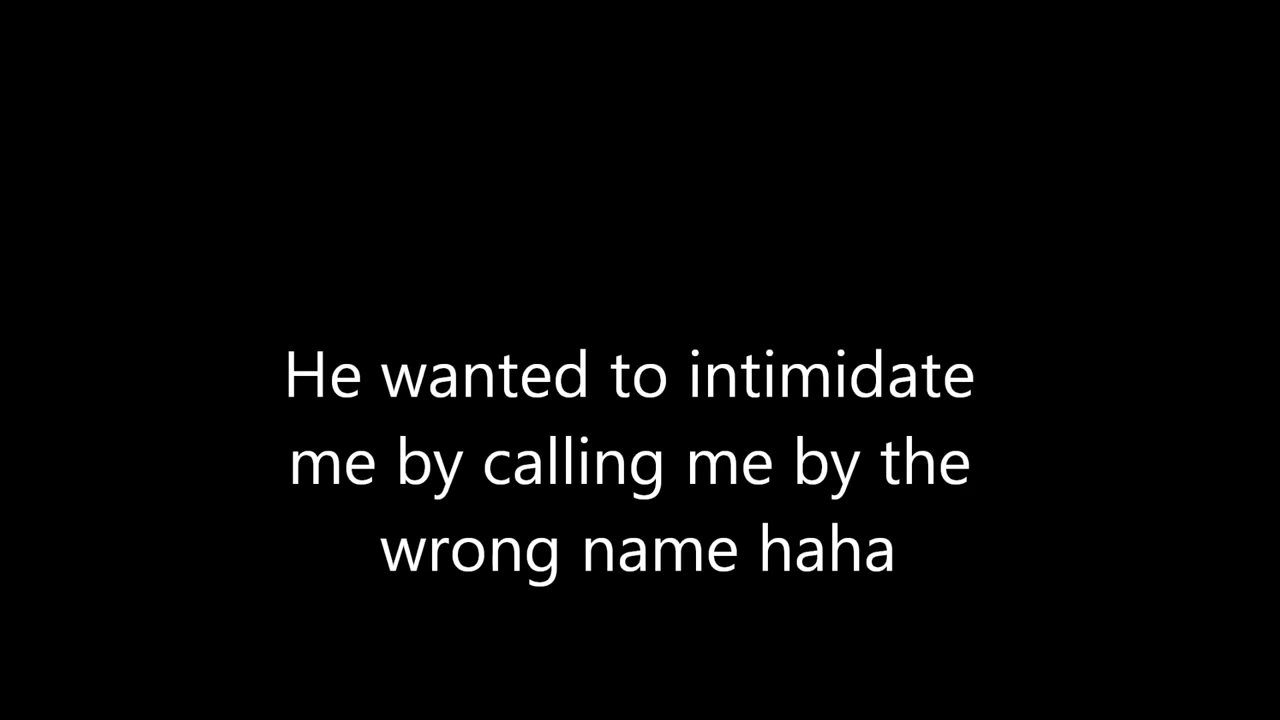 He wanted to intimidate
me by calling me by the
wrong name haha